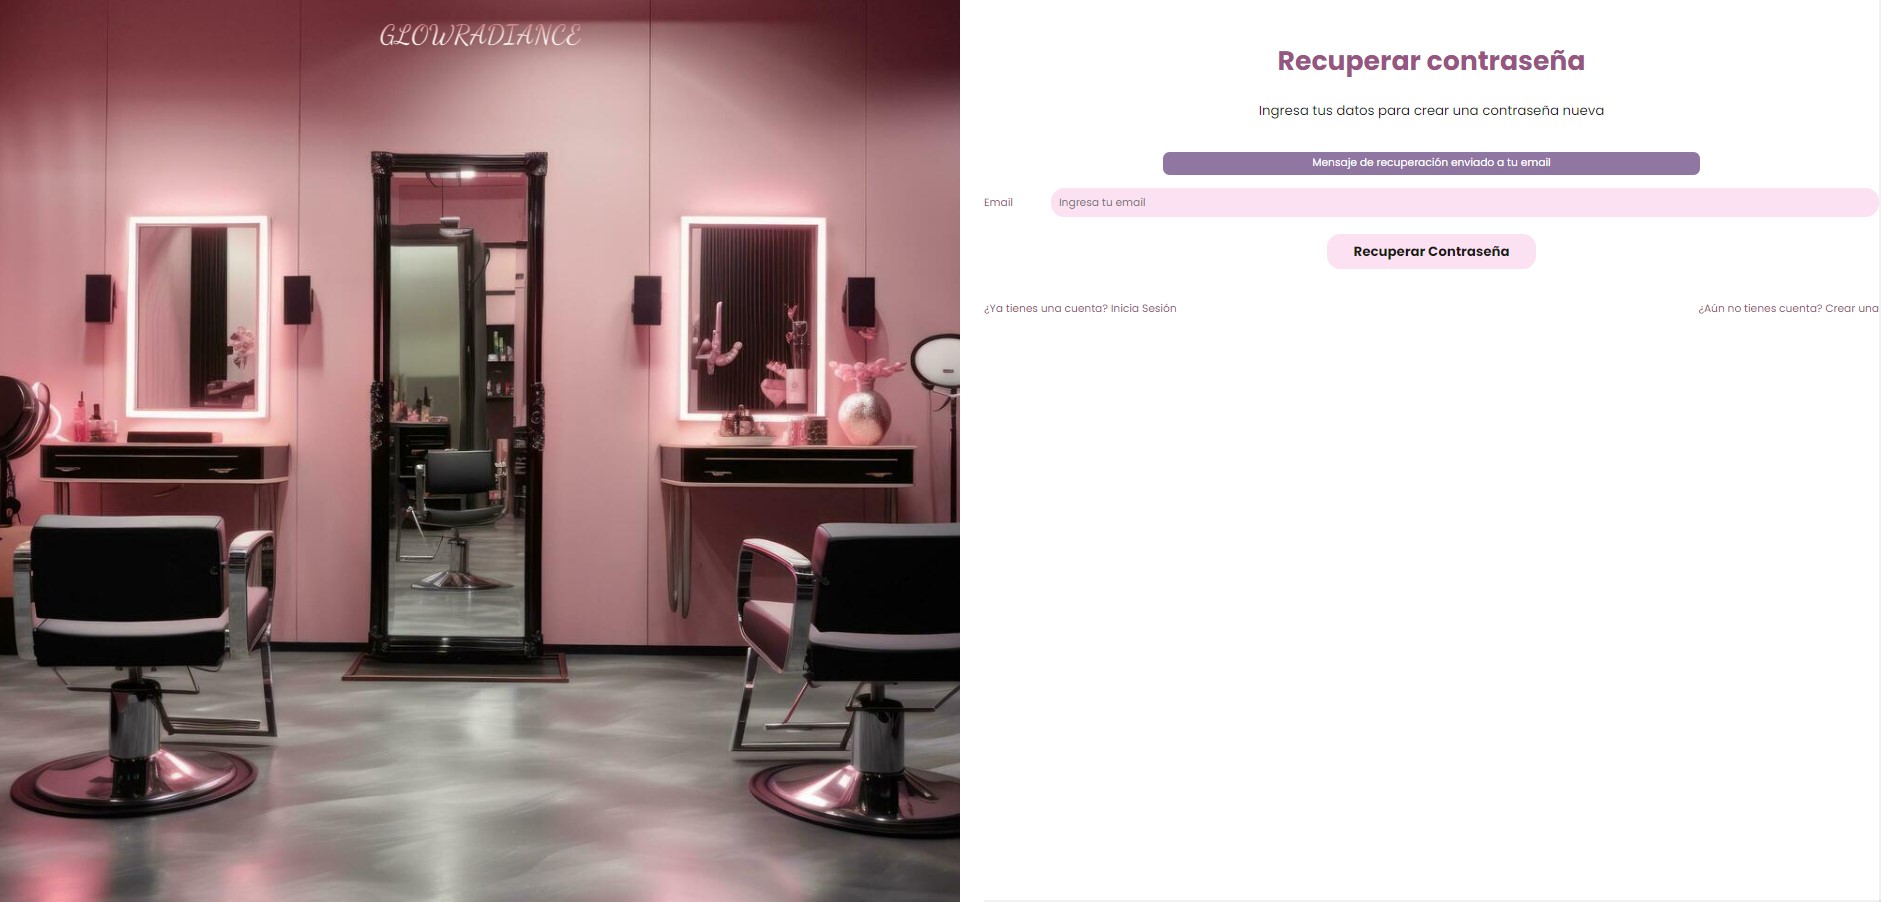 GLOWRADIANCE
Recuperar contraseña
Ingresa tus datos para crear una contraseña nueva
Mensaje de recuperación enviado a tu email
Email
Ingresa tu email
Recuperar Contraseña
¿Ya tienes una cuenta? Inicia Sesión
¿Aún no tienes cuenta? Crear una